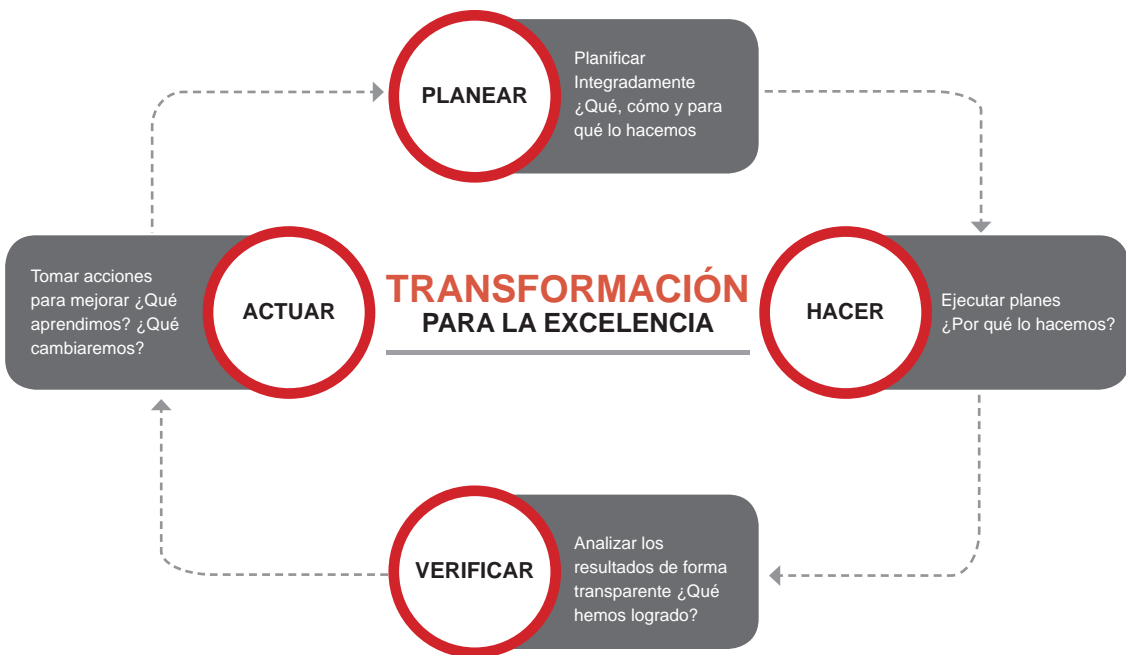 PLANEAR
Planificar
Integradamente
¿Qué, cómo y para
qué lo hacemos
Tomar acciones
para mejorar ¿Qué
aprendimos? ¿Qué
cambiaremos?
ACTUAR
TRANSFORMACIÓN
PARA LA EXCELENCIA
HACER
Ejecutar planes
¿Por qué lo hacemos?
VERIFICAR
Analizar los
resultados de forma
transparente ¿Qué
hemos logrado?